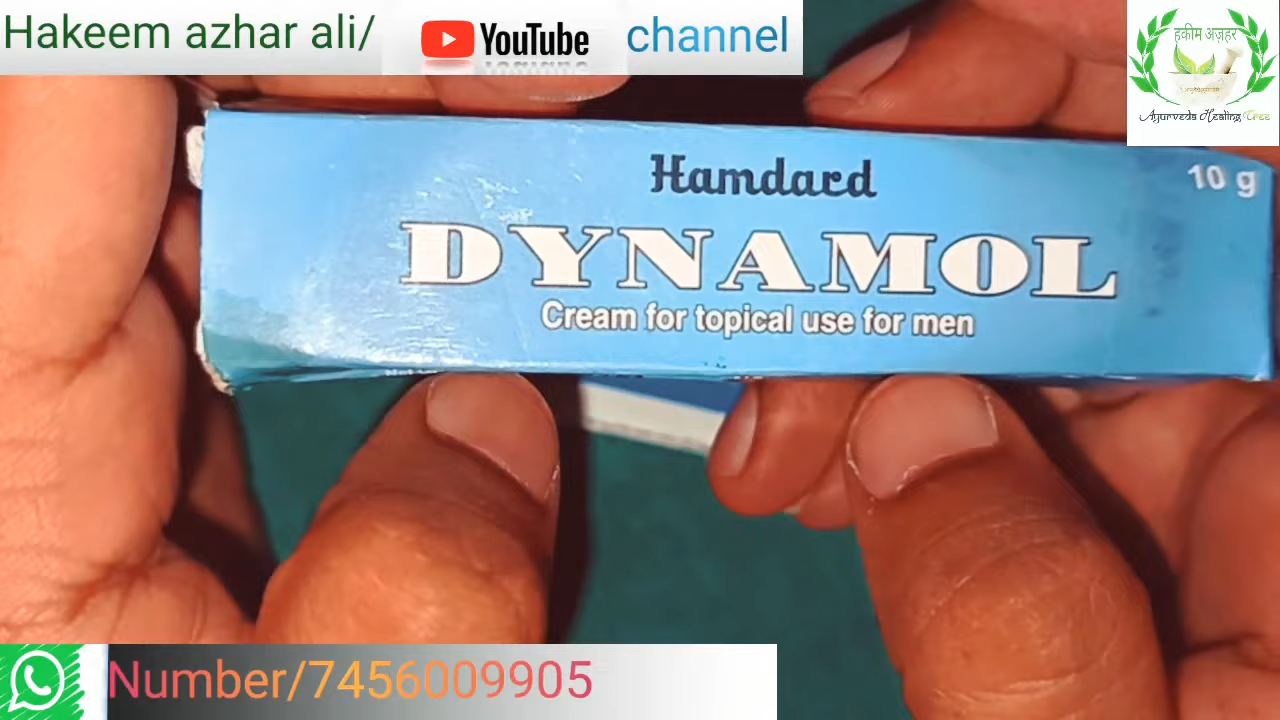 Hakeem azhar ali/ YouTube channel
हकीम अज़हर
Ayurveda Healing Tree
Hamdard
10 g
DYNAMOL
Cream for topical use for men
Number/7456009905